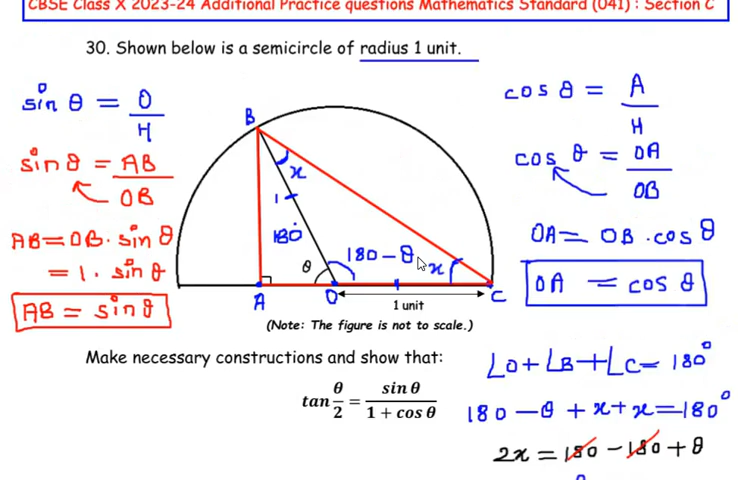 CBSE Class X 2023-24 Additional Practice questions Mathematics Standard (041) : Section C
30. Shown below is a semicircle of radius 1 unit.
sin θ = O/H
sin θ = AB/OB
AB = OB · sin θ
= 1 · sin θ
AB = sin θ
B
x
1
180
θ
180 - θ
x
A
O
C
1 unit
(Note: The figure is not to scale.)
cos θ = A/H
cos θ = OA/OB
OA = OB · cos θ
OA = cos θ
Make necessary constructions and show that:
tan θ/2 = sin θ/(1 + cos θ)
∠O + ∠B + ∠C = 180°
180 - θ + x + x = 180°
2x = 180 - 180 + θ